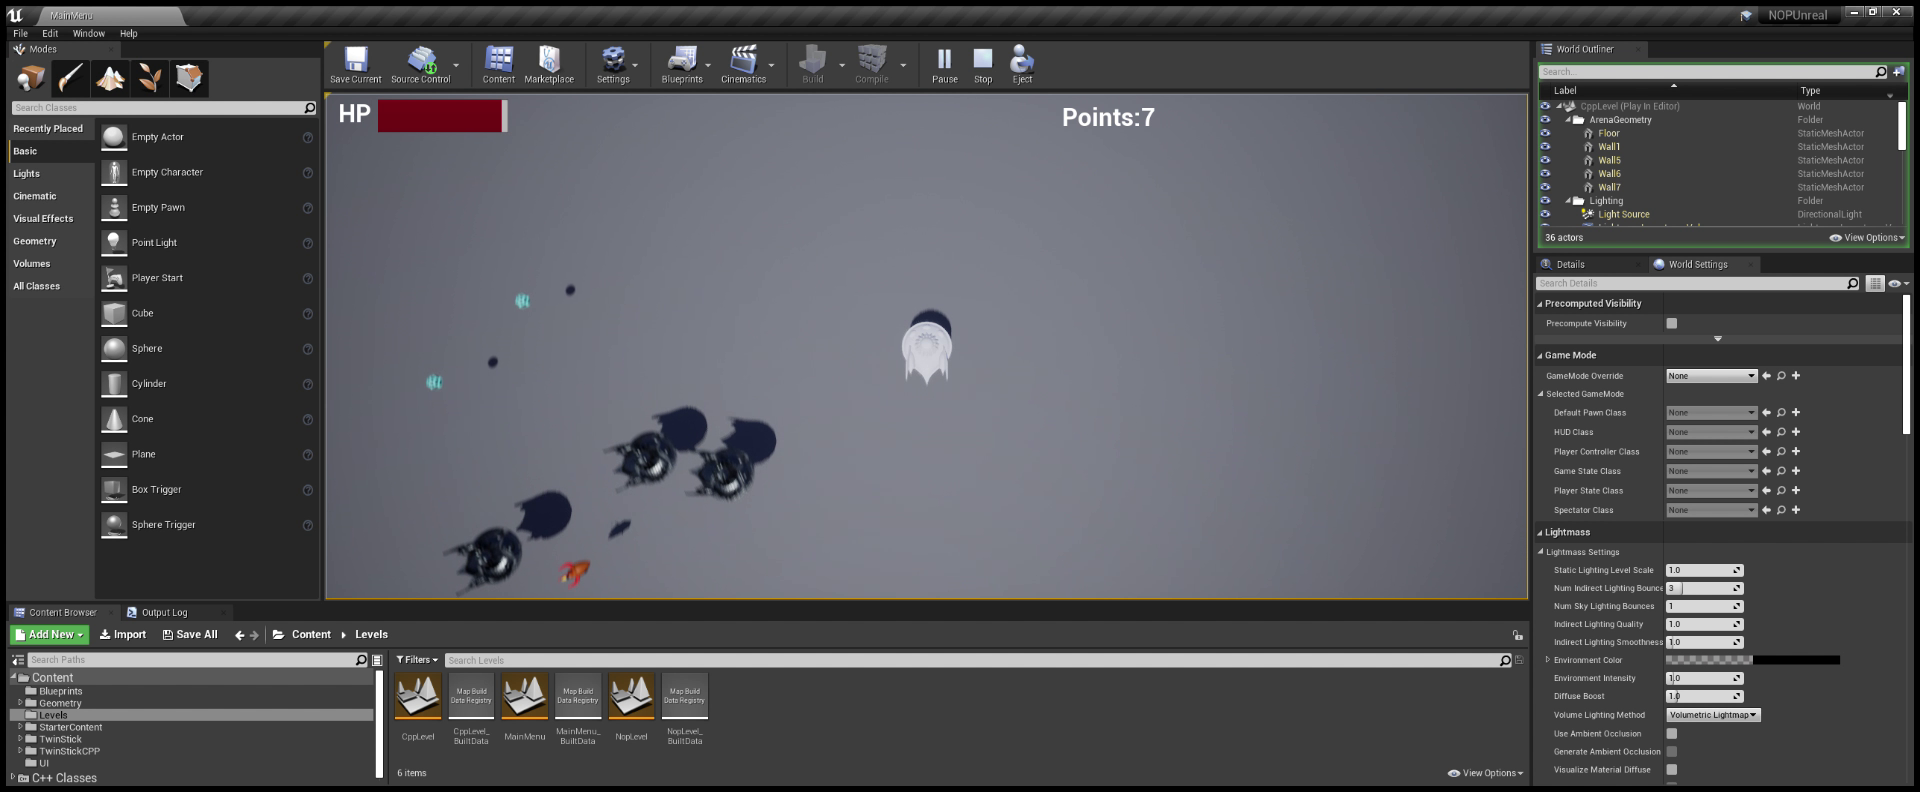 MainMenu
NOPUnreal
File Edit Window Help
Modes
Search Classes
Recently Placed
Basic
Lights
Cinematic
Visual Effects
Geometry
Volumes
All Classes
Empty Actor
Empty Character
Empty Pawn
Point Light
Player Start
Cube
Sphere
Cylinder
Cone
Plane
Box Trigger
Sphere Trigger
Save Current Source Control Content Marketplace Settings Blueprints Cinematics Build Compile Pause Stop Eject
HP
Points:7
World Outliner
Search...
Label Type
CppLevel (Play In Editor) World
ArenaGeometry Folder
Floor StaticMeshActor
Wall1 StaticMeshActor
Wall5 StaticMeshActor
Wall6 StaticMeshActor
Wall7 StaticMeshActor
Lighting Folder
Light Source DirectionalLight
36 actors View Options
Details World Settings
Search Details
Precomputed Visibility
Precompute Visibility
Game Mode
GameMode Override None
Selected GameMode
Default Pawn Class None
HUD Class None
Player Controller Class None
Game State Class None
Player State Class None
Spectator Class None
Lightmass
Lightmass Settings
Static Lighting Level Scale 1.0
Num Indirect Lighting Bounce 3
Num Sky Lighting Bounces 1
Indirect Lighting Quality 1.0
Indirect Lighting Smoothness 1.0
Environment Color
Environment Intensity 1.0
Diffuse Boost 1.0
Volume Lighting Method Volumetric Lightmap
Use Ambient Occlusion
Generate Ambient Occlusion
Visualize Material Diffuse
Content Browser Output Log
Add New Import Save All Content Levels
Search Paths
Content
Blueprints
Geometry
Levels
StarterContent
TwinStick
TwinStickCPP
UI
C++ Classes
Filters Search Levels
Map Build Data Registry
Map Build Data Registry
Map Build Data Registry
CppLevel
CppLevel_BuiltData
MainMenu
MainMenu_BuiltData
NopLevel
NopLevel_BuiltData
6 items View Options